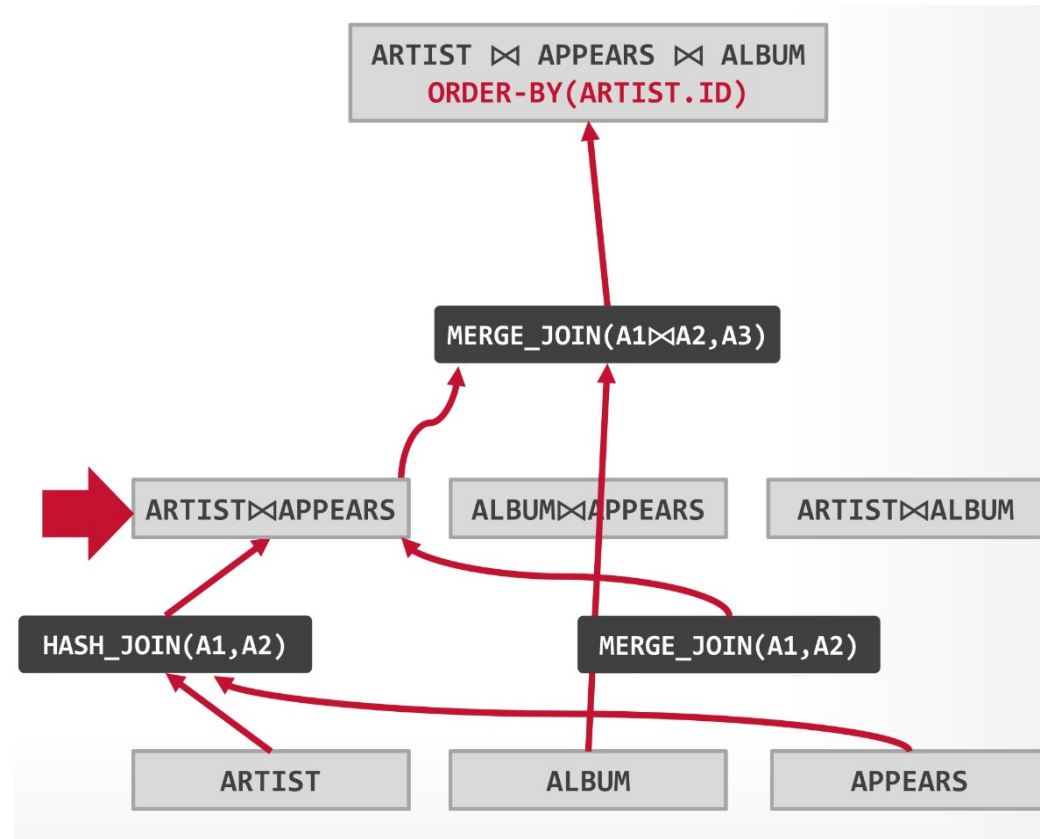 ARTIST ⋈ APPEARS ⋈ ALBUM
ORDER-BY(ARTIST.ID)
MERGE_JOIN(A1⋈A2,A3)
ARTIST⋈APPEARS
ALBUM⋈APPEARS
ARTIST⋈ALBUM
HASH_JOIN(A1,A2)
MERGE_JOIN(A1,A2)
ARTIST
ALBUM
APPEARS